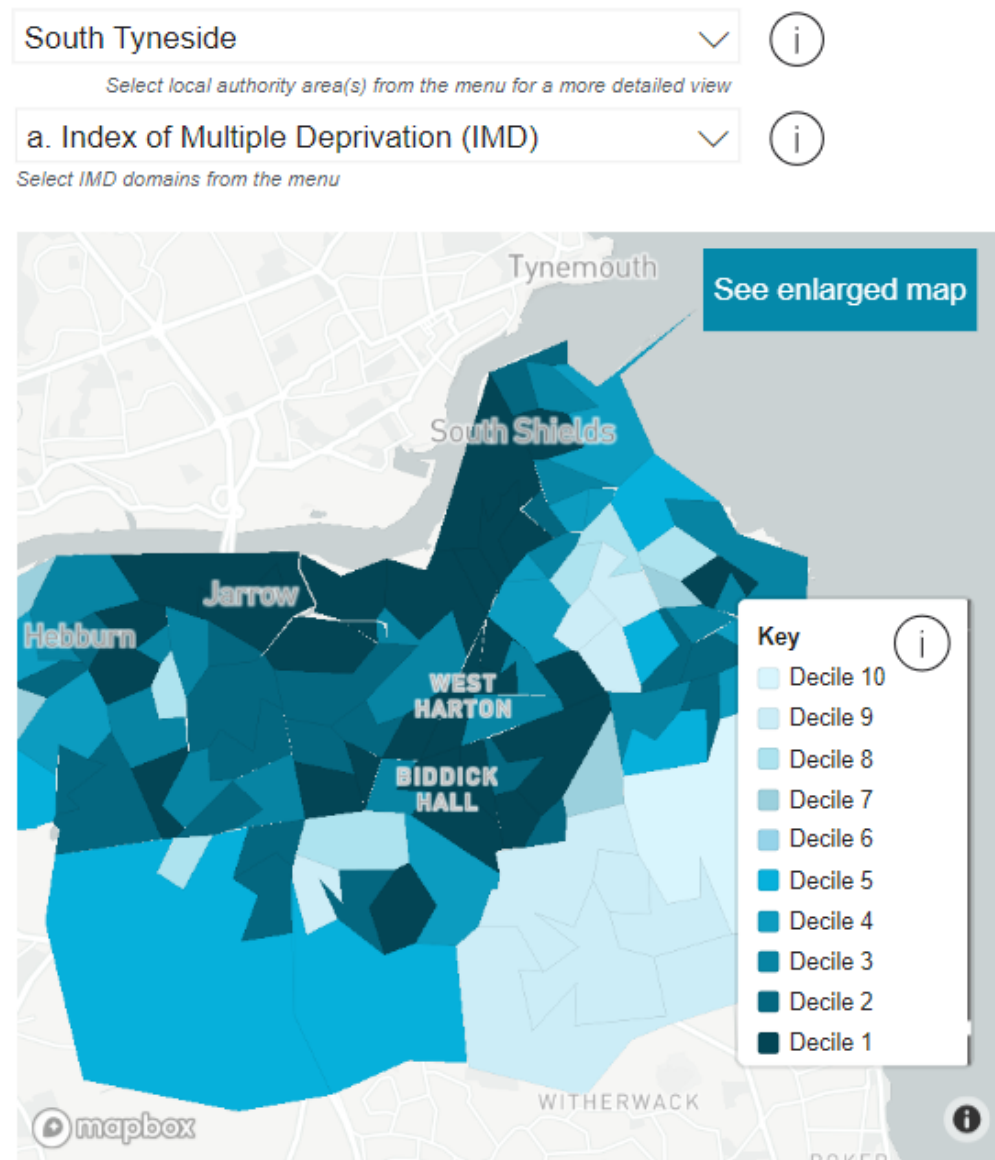 South Tyneside
i
Select local authority area(s) from the menu for a more detailed view
a. Index of Multiple Deprivation (IMD)
i
Select IMD domains from the menu
Tynemouth
See enlarged map
South Shields
Jarrow
Hebburn
WEST
HARTON
BIDDICK
HALL
Key
i
Decile 10
Decile 9
Decile 8
Decile 7
Decile 6
Decile 5
Decile 4
Decile 3
Decile 2
Decile 1
WITHERWACK
mapbox
i